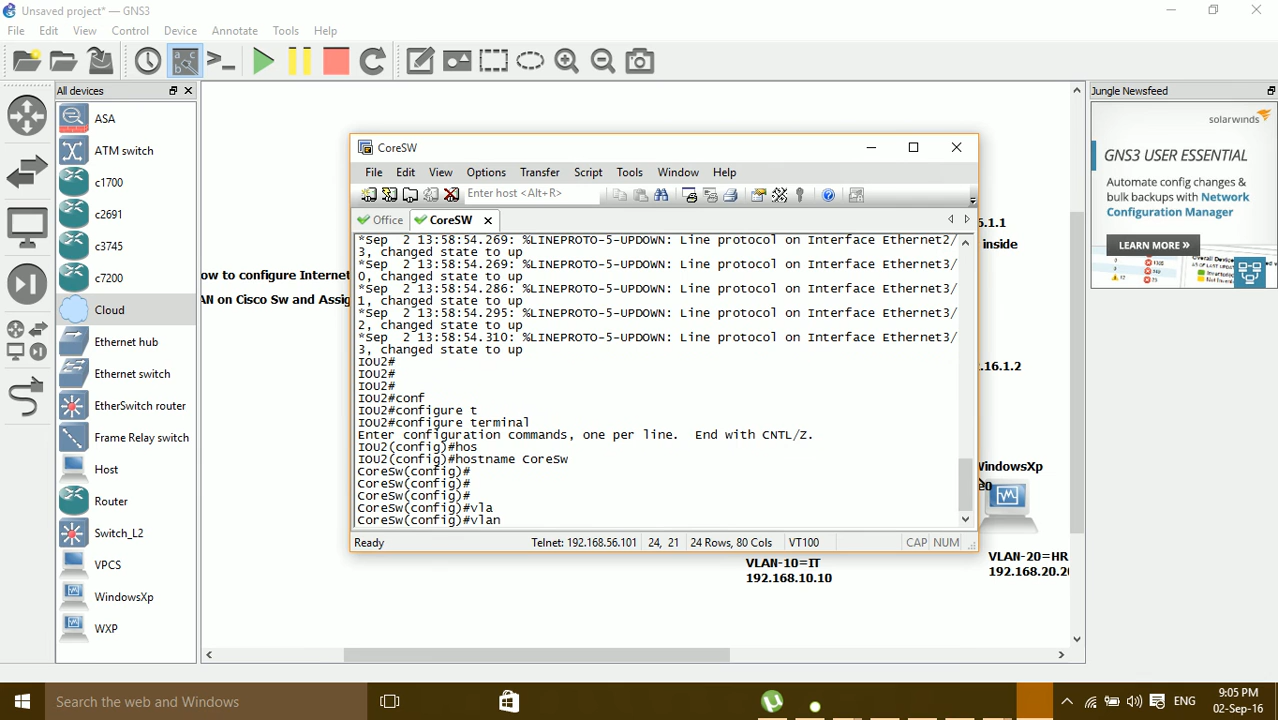 Unsaved project* — GNS3
File Edit View Control Device Annotate Tools Help
All devices
Jungle Newsfeed
ASA
ATM switch
c1700
c2691
c3745
c7200
Cloud
Ethernet hub
Ethernet switch
EtherSwitch router
Frame Relay switch
Host
Router
Switch_L2
VPCS
WindowsXp
WXP
ow to configure Internet
AN on Cisco Sw and Assig
CoreSW
File Edit View Options Transfer Script Tools Window Help
Enter host <Alt+R>
Office CoreSW
*Sep  2 13:58:54.269: %LINEPROTO-5-UPDOWN: Line protocol on Interface Ethernet2/
3, changed state to up
*Sep  2 13:58:54.269: %LINEPROTO-5-UPDOWN: Line protocol on Interface Ethernet3/
0, changed state to up
*Sep  2 13:58:54.286: %LINEPROTO-5-UPDOWN: Line protocol on Interface Ethernet3/
1, changed state to up
*Sep  2 13:58:54.295: %LINEPROTO-5-UPDOWN: Line protocol on Interface Ethernet3/
2, changed state to up
*Sep  2 13:58:54.310: %LINEPROTO-5-UPDOWN: Line protocol on Interface Ethernet3/
3, changed state to up
IOU2#
IOU2#
IOU2#
IOU2#conf
IOU2#configure t
IOU2#configure terminal
Enter configuration commands, one per line.  End with CNTL/Z.
IOU2(config)#hos
IOU2(config)#hostname CoreSw
CoreSw(config)#
CoreSw(config)#
CoreSw(config)#
CoreSw(config)#vla
CoreSw(config)#vlan
Ready Telnet: 192.168.56.101 24, 21 24 Rows, 80 Cols VT100 CAP NUM
6.1.1
inside
.16.1.2
WindowsXp
e0
VLAN-10=IT
192.168.10.10
VLAN-20=HR
192.168.20.20
solarwinds
GNS3 USER ESSENTIAL
Automate config changes &
bulk backups with Network
Configuration Manager
LEARN MORE »
Search the web and Windows
ENG
9:05 PM
02-Sep-16